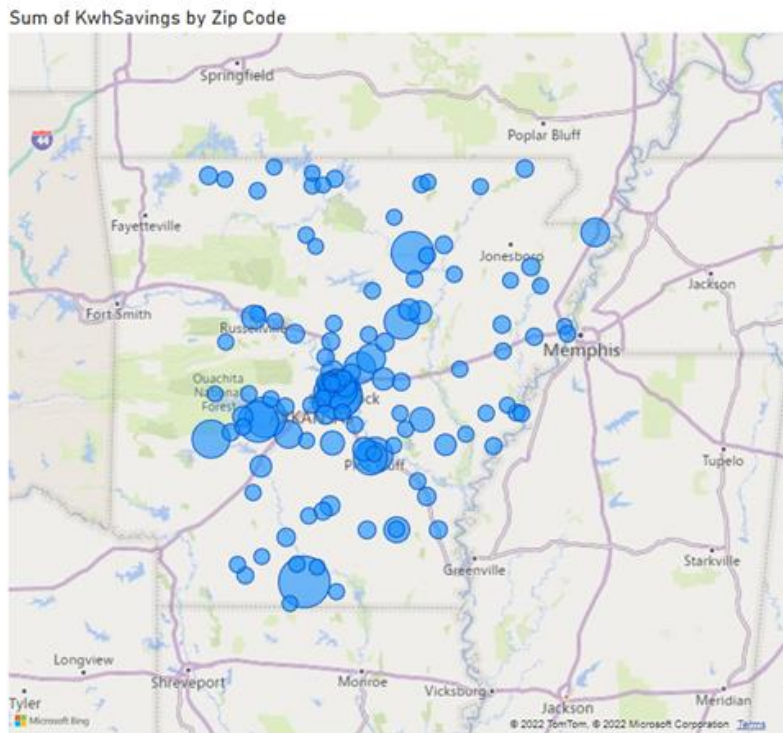 Sum of KwhSavings by Zip Code
Springfield
44
Poplar Bluff
Fayetteville
Jonesboro
Jackson
Fort Smith
Russellville
Memphis
Ouachita
National
Forest
Tupelo
Starkville
Greenville
Longview
Shreveport
Monroe
Tyler
Vicksburg
Jackson
Meridian
Microsoft Bing
© 2022 TomTom, © 2022 Microsoft Corporation Terms